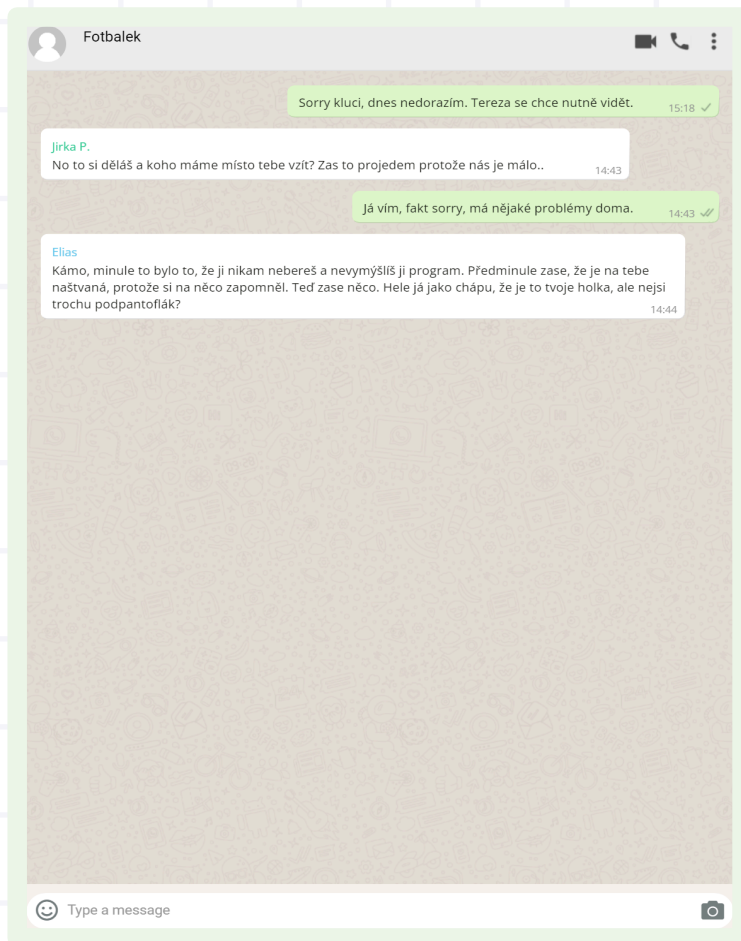 Fotbalek
Sorry kluci, dnes nedorazím. Tereza se chce nutně vidět.
15:18
Jirka P.
No to si děláš a koho máme místo tebe vzít? Zas to projedem protože nás je málo..
14:43
Já vím, fakt sorry, má nějaké problémy doma.
14:43
Elias
Kámo, minule to bylo to, že ji nikam nebereš a nevymýšlíš ji program. Předminule zase, že je na tebe
naštvaná, protože si na něco zapomněl. Teď zase něco. Hele já jako chápu, že je to tvoje holka, ale nejsi
trochu podpantoflák?
14:44
Type a message